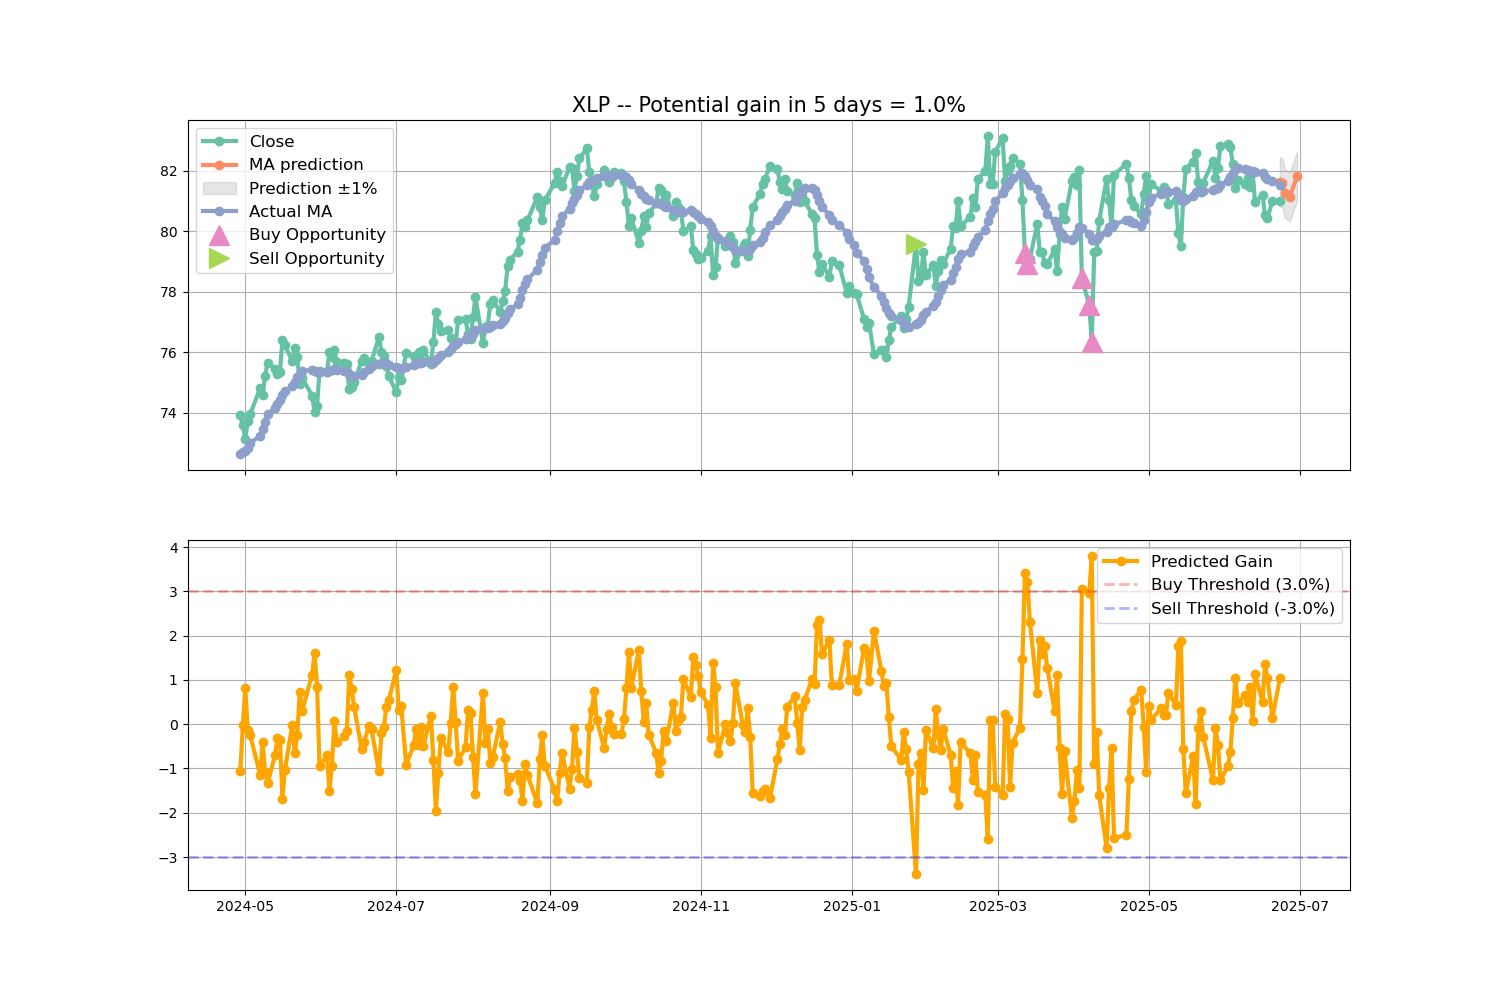 XLP -- Potential gain in 5 days = 1.0%
Close
MA prediction
Prediction ±1%
Actual MA
Buy Opportunity
Sell Opportunity
82
80
78
76
74
Predicted Gain
Buy Threshold (3.0%)
Sell Threshold (-3.0%)
4
3
2
1
0
−1
−2
−3
2024-05 2024-07 2024-09 2024-11 2025-01 2025-03 2025-05 2025-07